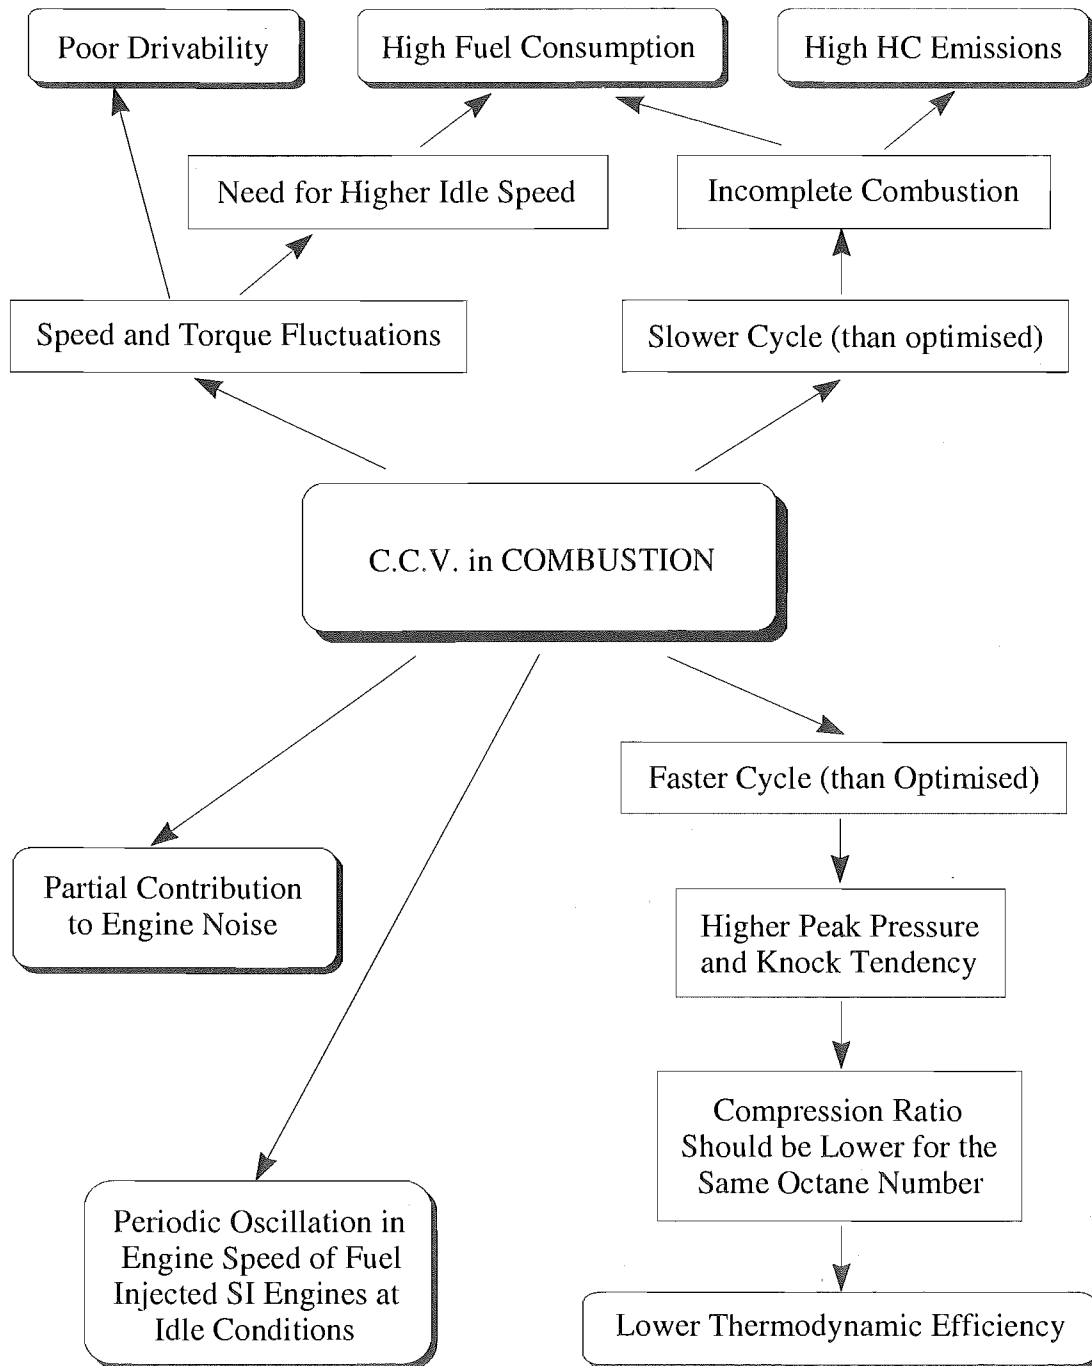 Poor Drivability
High Fuel Consumption
High HC Emissions
Need for Higher Idle Speed
Incomplete Combustion
Speed and Torque Fluctuations
Slower Cycle (than optimised)
C.C.V. in COMBUSTION
Faster Cycle (than Optimised)
Partial Contribution
to Engine Noise
Higher Peak Pressure
and Knock Tendency
Compression Ratio
Should be Lower for the
Same Octane Number
Periodic Oscillation in
Engine Speed of Fuel
Injected SI Engines at
Idle Conditions
Lower Thermodynamic Efficiency